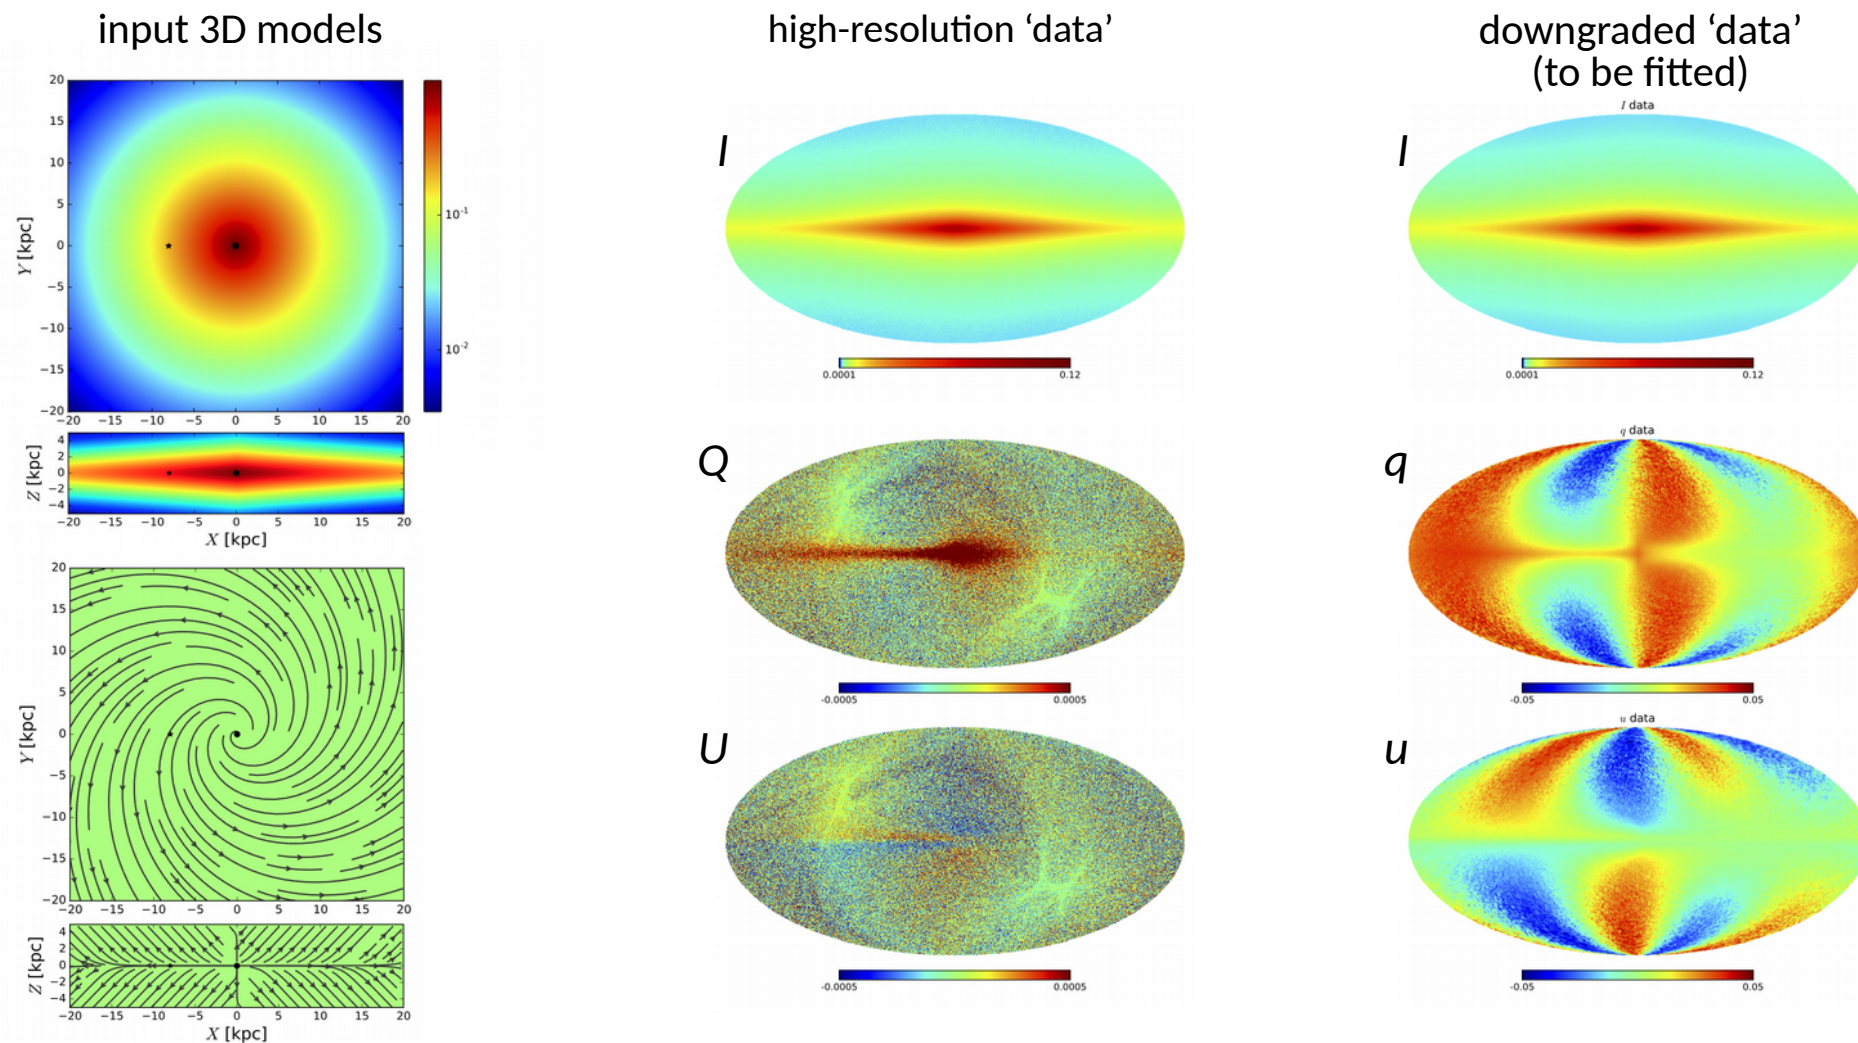 input 3D models
high-resolution ‘data’
downgraded ‘data’
(to be fitted)
20
15
10
5
0
−5
−10
−15
−20
Y [kpc]
−20 −15 −10 −5 0 5 10 15 20
10⁻¹
10⁻²
4
2
0
−2
−4
Z [kpc]
−20 −15 −10 −5 0 5 10 15 20
X [kpc]
20
15
10
5
0
−5
−10
−15
−20
Y [kpc]
−20 −15 −10 −5 0 5 10 15 20
4
2
0
−2
−4
Z [kpc]
−20 −15 −10 −5 0 5 10 15 20
X [kpc]
I
0.0001 0.12
Q
-0.0005 0.0005
U
-0.0005 0.0005
I data
I
0.0001 0.12
q data
q
-0.05 0.05
u data
u
-0.05 0.05